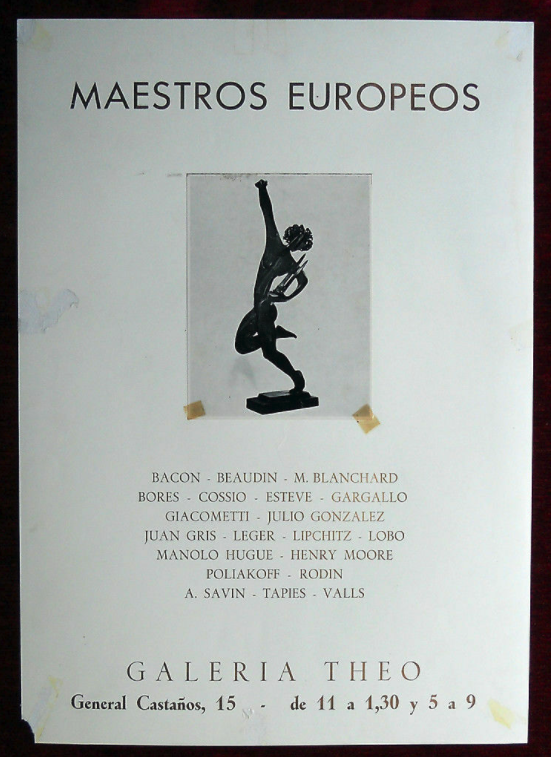 MAESTROS EUROPEOS
BACON - BEAUDIN - M. BLANCHARD
BORES - COSSIO - ESTEVE - GARGALLO
GIACOMETTI - JULIO GONZALEZ
JUAN GRIS - LEGER - LIPCHITZ - LOBO
MANOLO HUGUE - HENRY MOORE
POLIAKOFF - RODIN
A. SAVIN - TAPIES - VALLS
GALERIA THEO
General Castaños, 15 - de 11 a 1,30 y 5 a 9